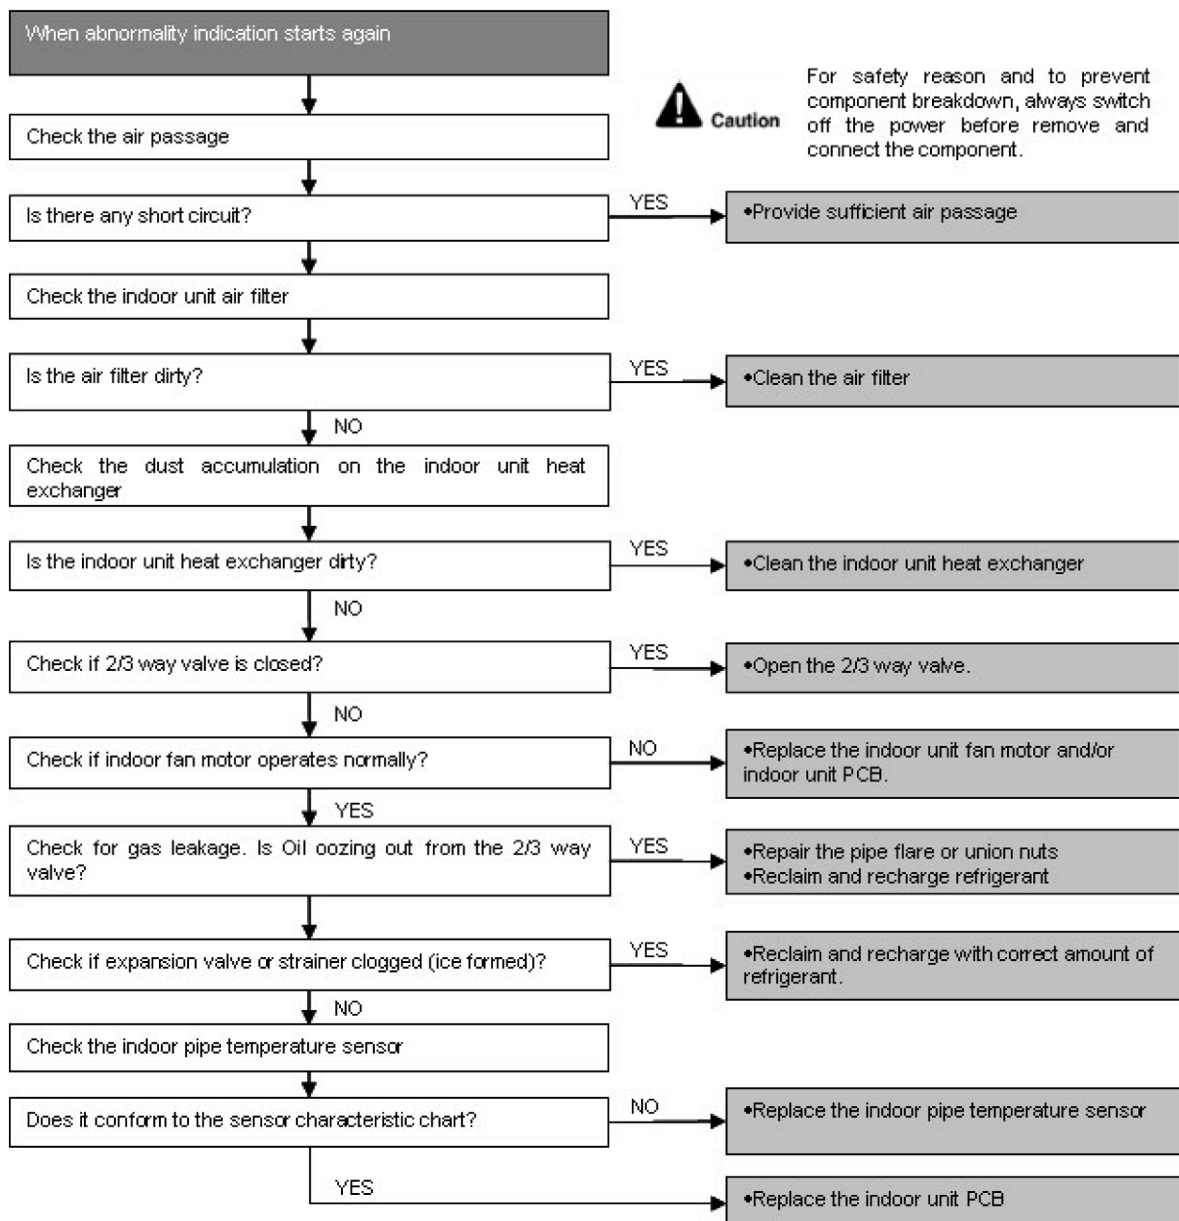 When abnormality indication starts again
For safety reason and to prevent
component breakdown, always switch
off the power before remove and
connect the component.
Caution
Check the air passage
Is there any short circuit?
YES
•Provide sufficient air passage
Check the indoor unit air filter
Is the air filter dirty?
YES
•Clean the air filter
NO
Check the dust accumulation on the indoor unit heat
exchanger
Is the indoor unit heat exchanger dirty?
YES
•Clean the indoor unit heat exchanger
NO
Check if 2/3 way valve is closed?
YES
•Open the 2/3 way valve.
NO
Check if indoor fan motor operates normally?
NO
•Replace the indoor unit fan motor and/or
indoor unit PCB.
YES
Check for gas leakage. Is Oil oozing out from the 2/3 way
valve?
YES
•Repair the pipe flare or union nuts
•Reclaim and recharge refrigerant
Check if expansion valve or strainer clogged (ice formed)?
YES
•Reclaim and recharge with correct amount of
refrigerant.
NO
Check the indoor pipe temperature sensor
Does it conform to the sensor characteristic chart?
NO
•Replace the indoor pipe temperature sensor
YES
•Replace the indoor unit PCB